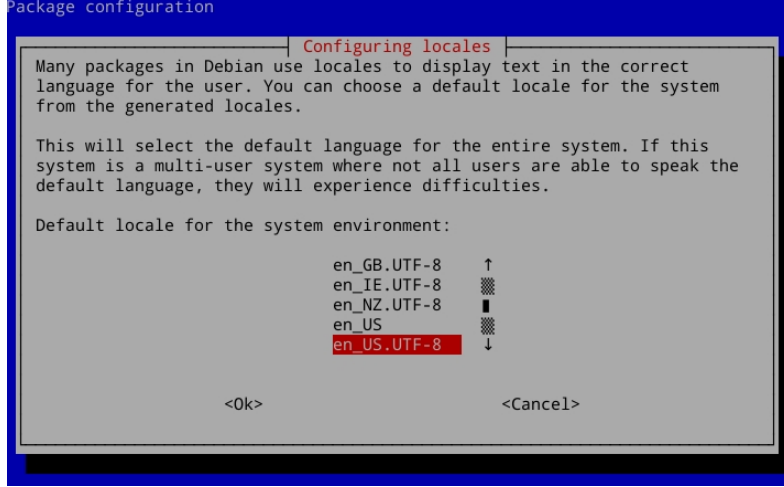 Package configuration
Configuring locales
Many packages in Debian use locales to display text in the correct
language for the user. You can choose a default locale for the system
from the generated locales.
This will select the default language for the entire system. If this
system is a multi-user system where not all users are able to speak the
default language, they will experience difficulties.
Default locale for the system environment:
en_GB.UTF-8 ↑
en_IE.UTF-8
en_NZ.UTF-8
en_US
en_US.UTF-8 ↓
<Ok> <Cancel>